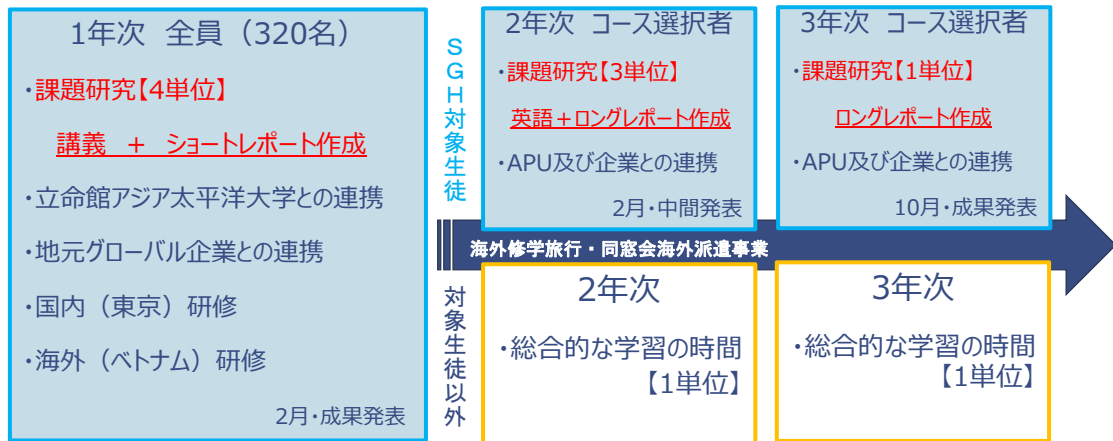 1年次 全員（320名）
・課題研究【4単位】
講義 ＋ ショートレポート作成
・立命館アジア太平洋大学との連携
・地元グローバル企業との連携
・国内（東京）研修
・海外（ベトナム）研修
2月・成果発表
SGH対象生徒
2年次 コース選択者
・課題研究【3単位】
英語＋ロングレポート作成
・APU及び企業との連携
2月・中間発表
3年次 コース選択者
・課題研究【1単位】
ロングレポート作成
・APU及び企業との連携
10月・成果発表
海外修学旅行・同窓会海外派遣事業
対象生徒以外
2年次
・総合的な学習の時間
【1単位】
3年次
・総合的な学習の時間
【1単位】